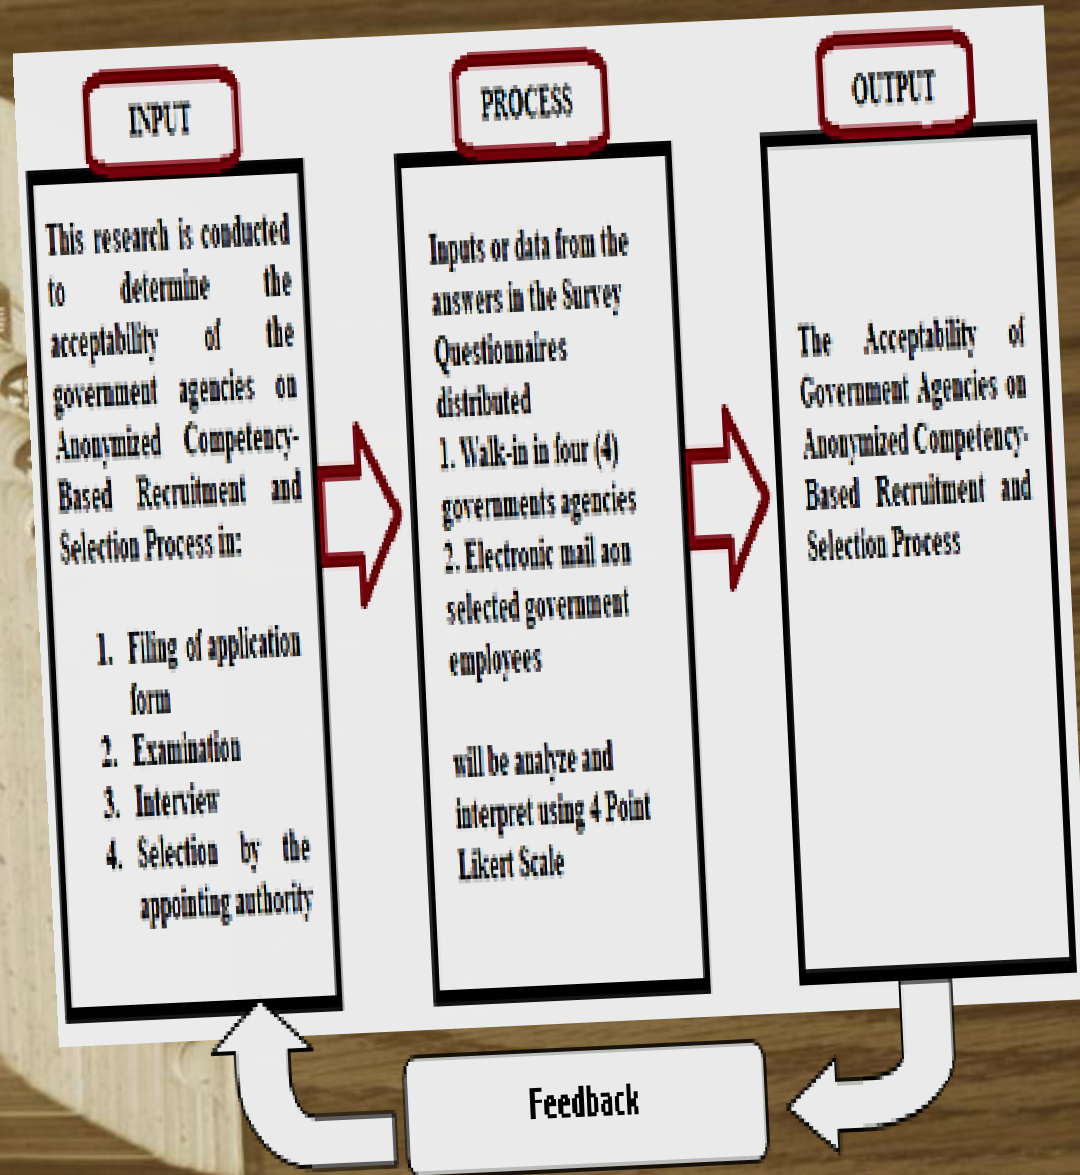 INPUT
This research is conducted
to determine the
acceptability of the
government agencies on
Anonymized Competency-
Based Recruitment and
Selection Process in:
1. Filing of application
form
2. Examination
3. Interview
4. Selection by the
appointing authority
PROCESS
Inputs or data from the
answers in the Survey
Questionnaires
distributed
1. Walk-in in four (4)
governments agencies
2. Electronic mail aon
selected government
employees
will be analyze and
interpret using 4 Point
Likert Scale
OUTPUT
The Acceptability of
Government Agencies on
Anonymized Competency-
Based Recruitment and
Selection Process
Feedback